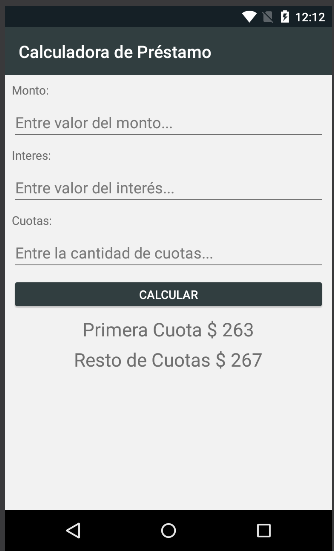 12:12
Calculadora de Préstamo
Monto:
Entre valor del monto...
Interes:
Entre valor del interés...
Cuotas:
Entre la cantidad de cuotas...
CALCULAR
Primera Cuota $ 263
Resto de Cuotas $ 267